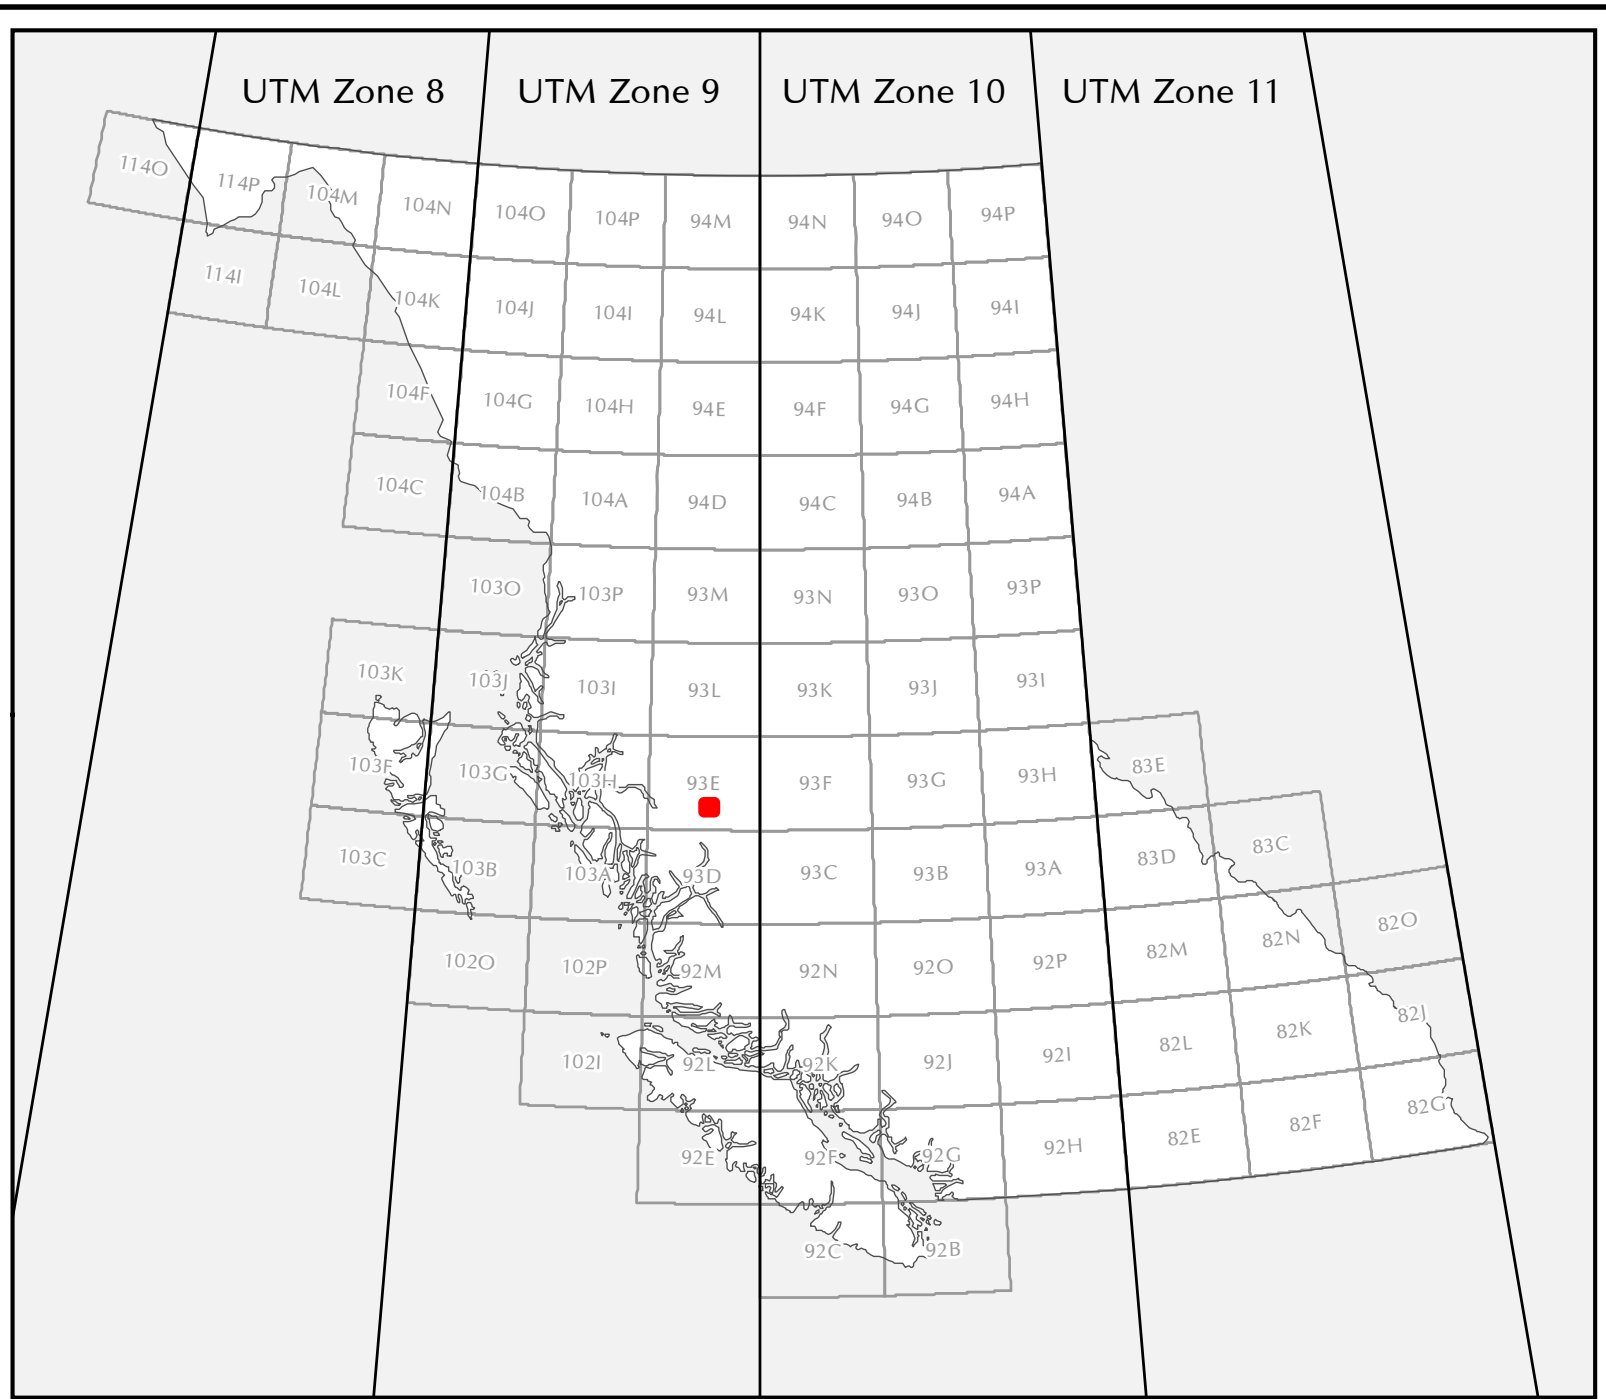 UTM Zone 8 UTM Zone 9 UTM Zone 10 UTM Zone 11
114O 114P 104M 104N 104O 104P 94M 94N 94O 94P
114I 104L 104K 104J 104I 94L 94K 94J 94I
104F 104G 104H 94E 94F 94G 94H
104C 104B 104A 94D 94C 94B 94A
103O 103P 93M 93N 93O 93P
103K 103J 103I 93L 93K 93J 93I
103F 103G 103H 93E 93F 93G 93H 83E
103C 103B 103A 93D 93C 93B 93A 83D 83C
102O 102P 92M 92N 92O 92P 82M 82N 82O
102I 92L 92K 92J 92I 82L 82K 82J
92E 92F 92G 92H 82E 82F 82G
92C 92B